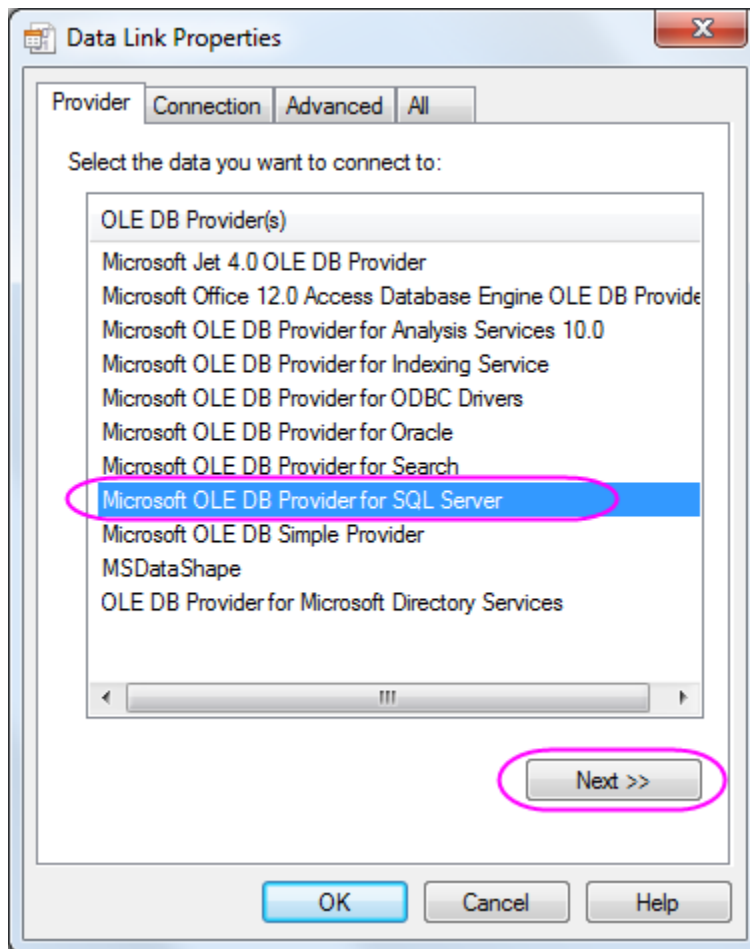 Data Link Properties
Provider Connection Advanced All
Select the data you want to connect to:
OLE DB Provider(s)
Microsoft Jet 4.0 OLE DB Provider
Microsoft Office 12.0 Access Database Engine OLE DB Provide
Microsoft OLE DB Provider for Analysis Services 10.0
Microsoft OLE DB Provider for Indexing Service
Microsoft OLE DB Provider for ODBC Drivers
Microsoft OLE DB Provider for Oracle
Microsoft OLE DB Provider for Search
Microsoft OLE DB Provider for SQL Server
Microsoft OLE DB Simple Provider
MSDataShape
OLE DB Provider for Microsoft Directory Services
Next >>
OK Cancel Help